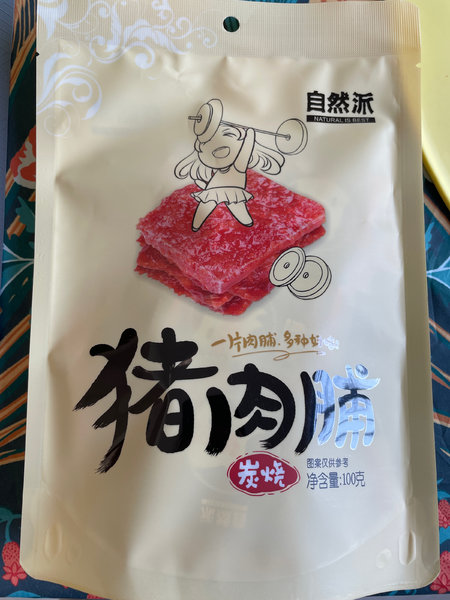 自然派
NATURAL IS BEST
一片肉脯·多种
猪肉脯
炭烧
图案仅供参考
净含量:100克